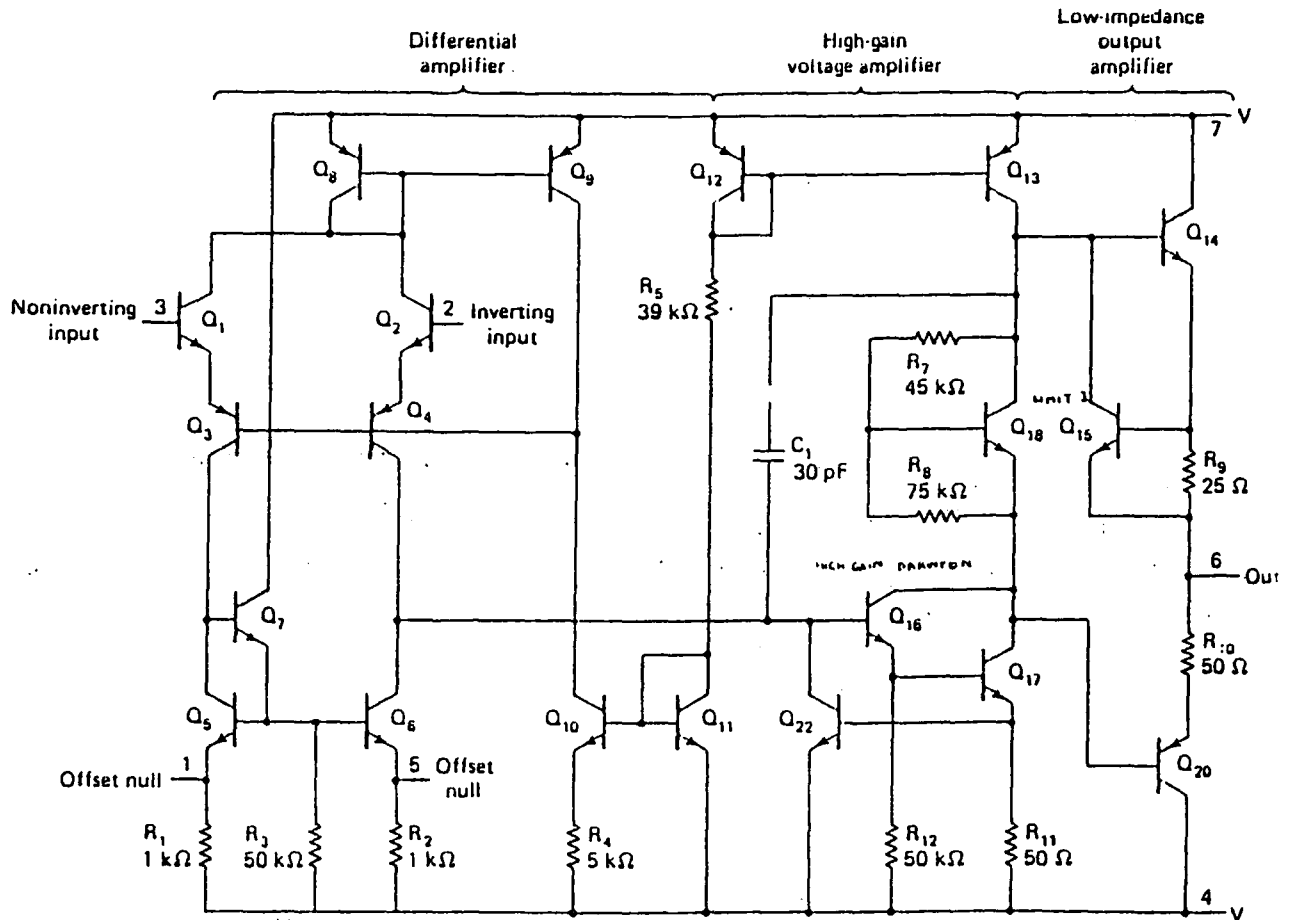 Differential
amplifier
High-gain
voltage amplifier
Low-impedance
output
amplifier
7 V
Q8
Q9
Q12
Q13
Q14
Noninverting
input
3
Q1
Q2
2
Inverting
input
R5
39 kΩ
R7
45 kΩ
Q3
Q4
Q18
Q15
C1
30 pF
R8
75 kΩ
R9
25 Ω
6
Out
Q7
Q16
Q17
R10
50 Ω
Q5
Q6
Q10
Q11
Q22
Q20
Offset null
1
5
Offset
null
R1
1 kΩ
R3
50 kΩ
R2
1 kΩ
R4
5 kΩ
R12
50 kΩ
R11
50 Ω
4 V